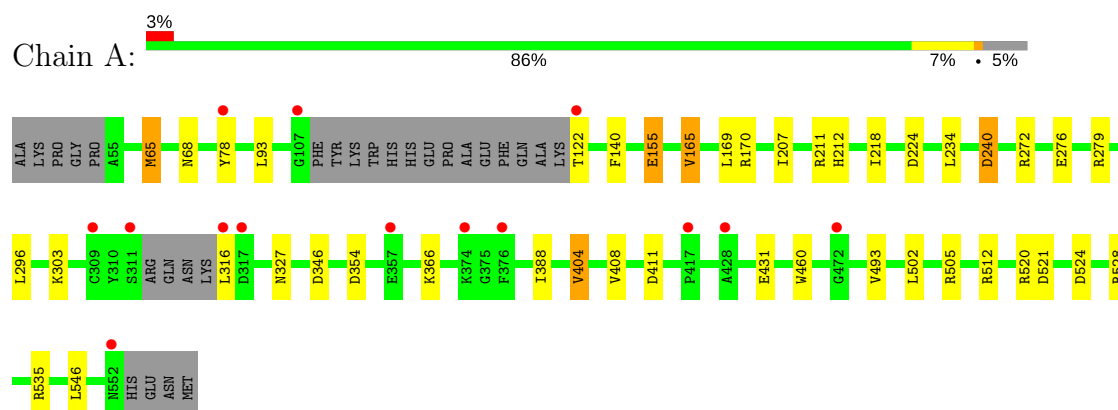 3%
Chain A:
86% 7% • 5%
ALA LYS PRO GLY PRO A55 M65 N68 Y78 L93 G107 PHE TYR LYS TRP HIS HIS GLU PRO ALA GLU PHE GLN ALA LYS T122 F140 E155 V165 L169 R170 I207 R211 H212 I218 D224 L234 D240 R272 E276 R279
L296 K303 C309 Y310 S311 ARG GLN ASN LYS L316 D317 N327 D346 D354 E357 K366 K374 G375 F376 I388 V404 V408 D411 P417 A428 E431 W460 G472 V493 L502 R505 R512 R520 D521 D524 R528
R535 L546 N552 HIS GLU ASN MET